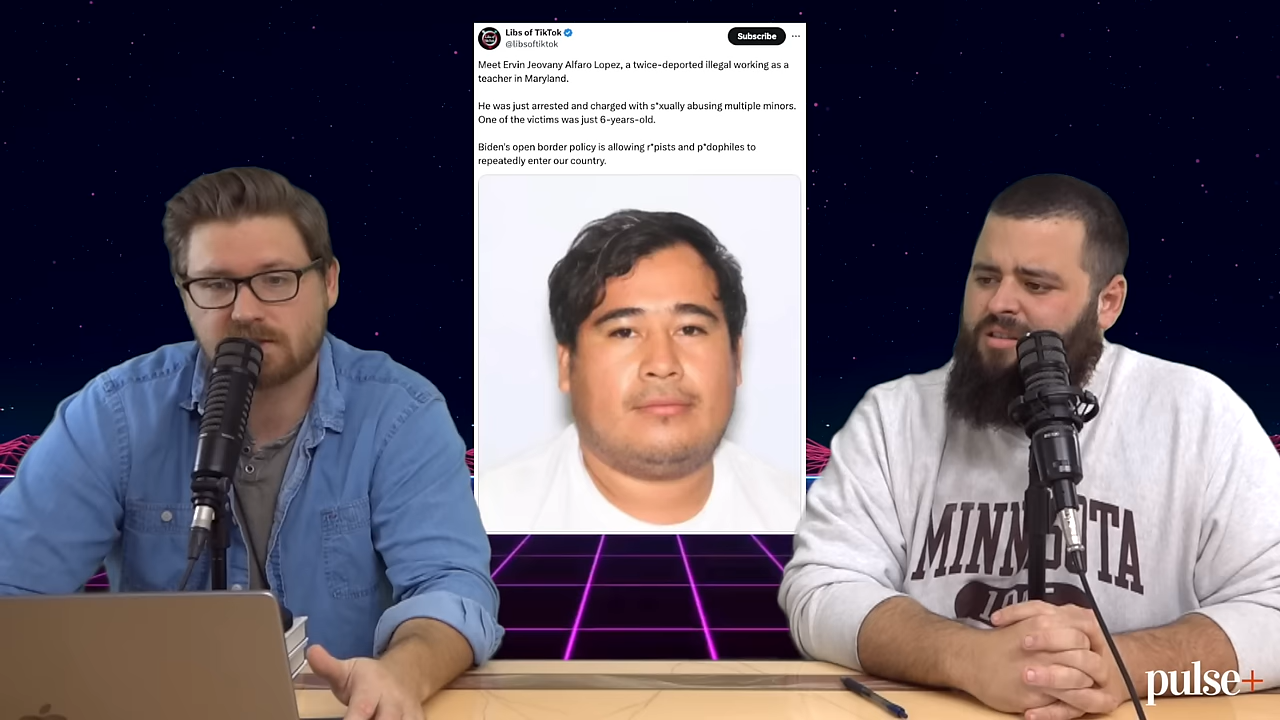 Libs of TikTok
@libsoftiktok
Subscribe
Meet Ervin Jeovany Alfaro Lopez, a twice-deported illegal working as a
teacher in Maryland.
He was just arrested and charged with s*xually abusing multiple minors.
One of the victims was just 6-years-old.
Biden's open border policy is allowing r*pists and p*dophiles to
repeatedly enter our country.
pulse+